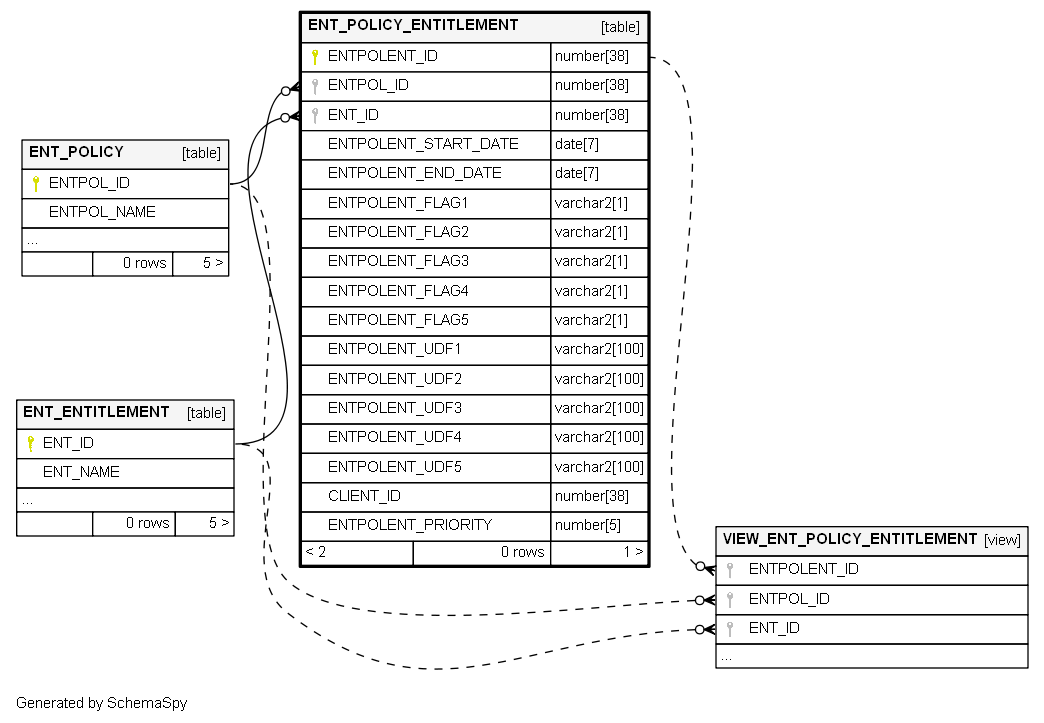 ENT_POLICY_ENTITLEMENT [table]
ENTPOLENT_ID number[38]
ENTPOL_ID number[38]
ENT_ID number[38]
ENTPOLENT_START_DATE date[7]
ENTPOLENT_END_DATE date[7]
ENTPOLENT_FLAG1 varchar2[1]
ENTPOLENT_FLAG2 varchar2[1]
ENTPOLENT_FLAG3 varchar2[1]
ENTPOLENT_FLAG4 varchar2[1]
ENTPOLENT_FLAG5 varchar2[1]
ENTPOLENT_UDF1 varchar2[100]
ENTPOLENT_UDF2 varchar2[100]
ENTPOLENT_UDF3 varchar2[100]
ENTPOLENT_UDF4 varchar2[100]
ENTPOLENT_UDF5 varchar2[100]
CLIENT_ID number[38]
ENTPOLENT_PRIORITY number[5]
< 2 0 rows 1 >
ENT_POLICY [table]
ENTPOL_ID
ENTPOL_NAME
...
0 rows 5 >
ENT_ENTITLEMENT [table]
ENT_ID
ENT_NAME
...
0 rows 5 >
VIEW_ENT_POLICY_ENTITLEMENT [view]
ENTPOLENT_ID
ENTPOL_ID
ENT_ID
...
Generated by SchemaSpy